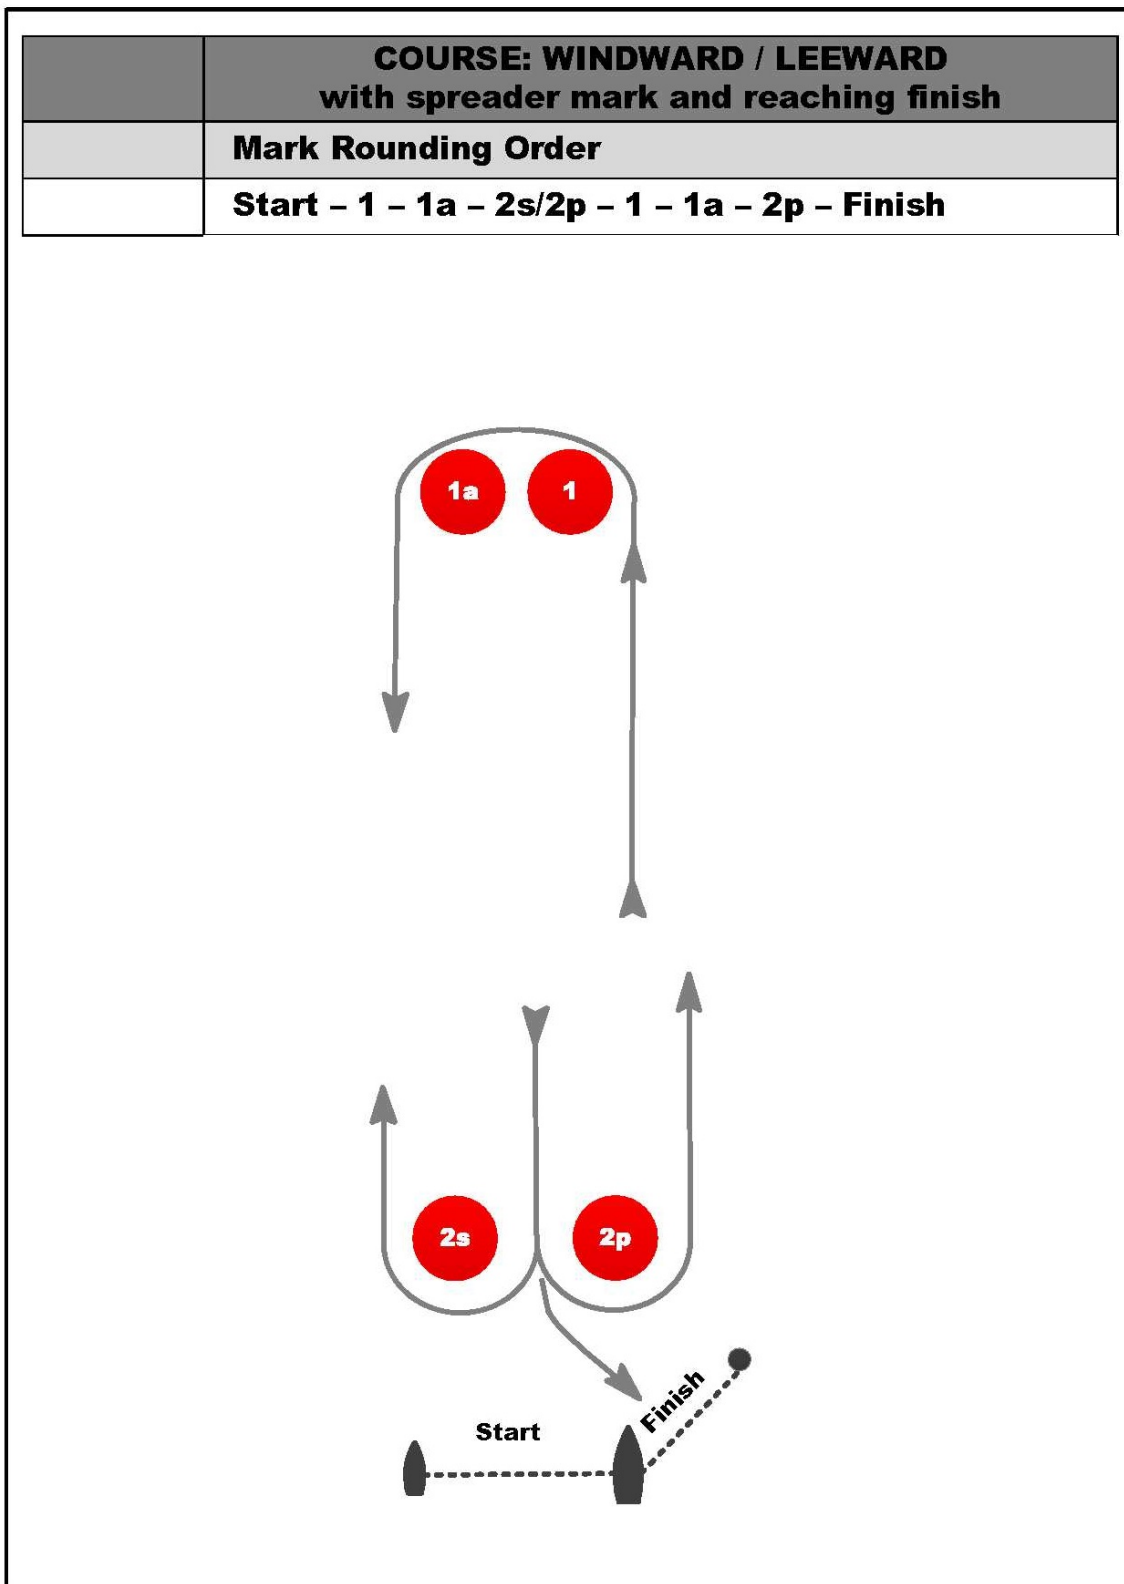 COURSE: WINDWARD / LEEWARD
with spreader mark and reaching finish
Mark Rounding Order
Start – 1 – 1a – 2s/2p – 1 – 1a – 2p – Finish
1a
1
2s
2p
Finish
Start